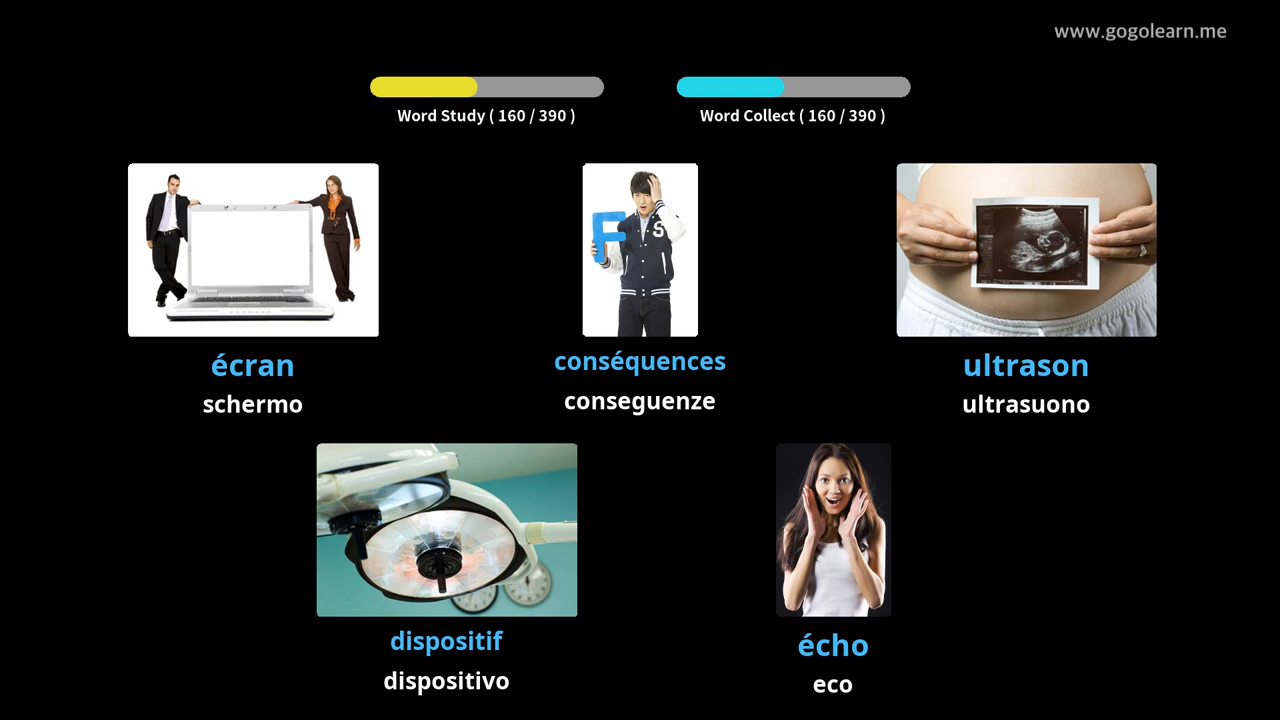 www.gogolearn.me
Word Study ( 160 / 390 )
Word Collect ( 160 / 390 )
F
S
écran
schermo
conséquences
conseguenze
ultrason
ultrasuono
dispositif
dispositivo
écho
eco